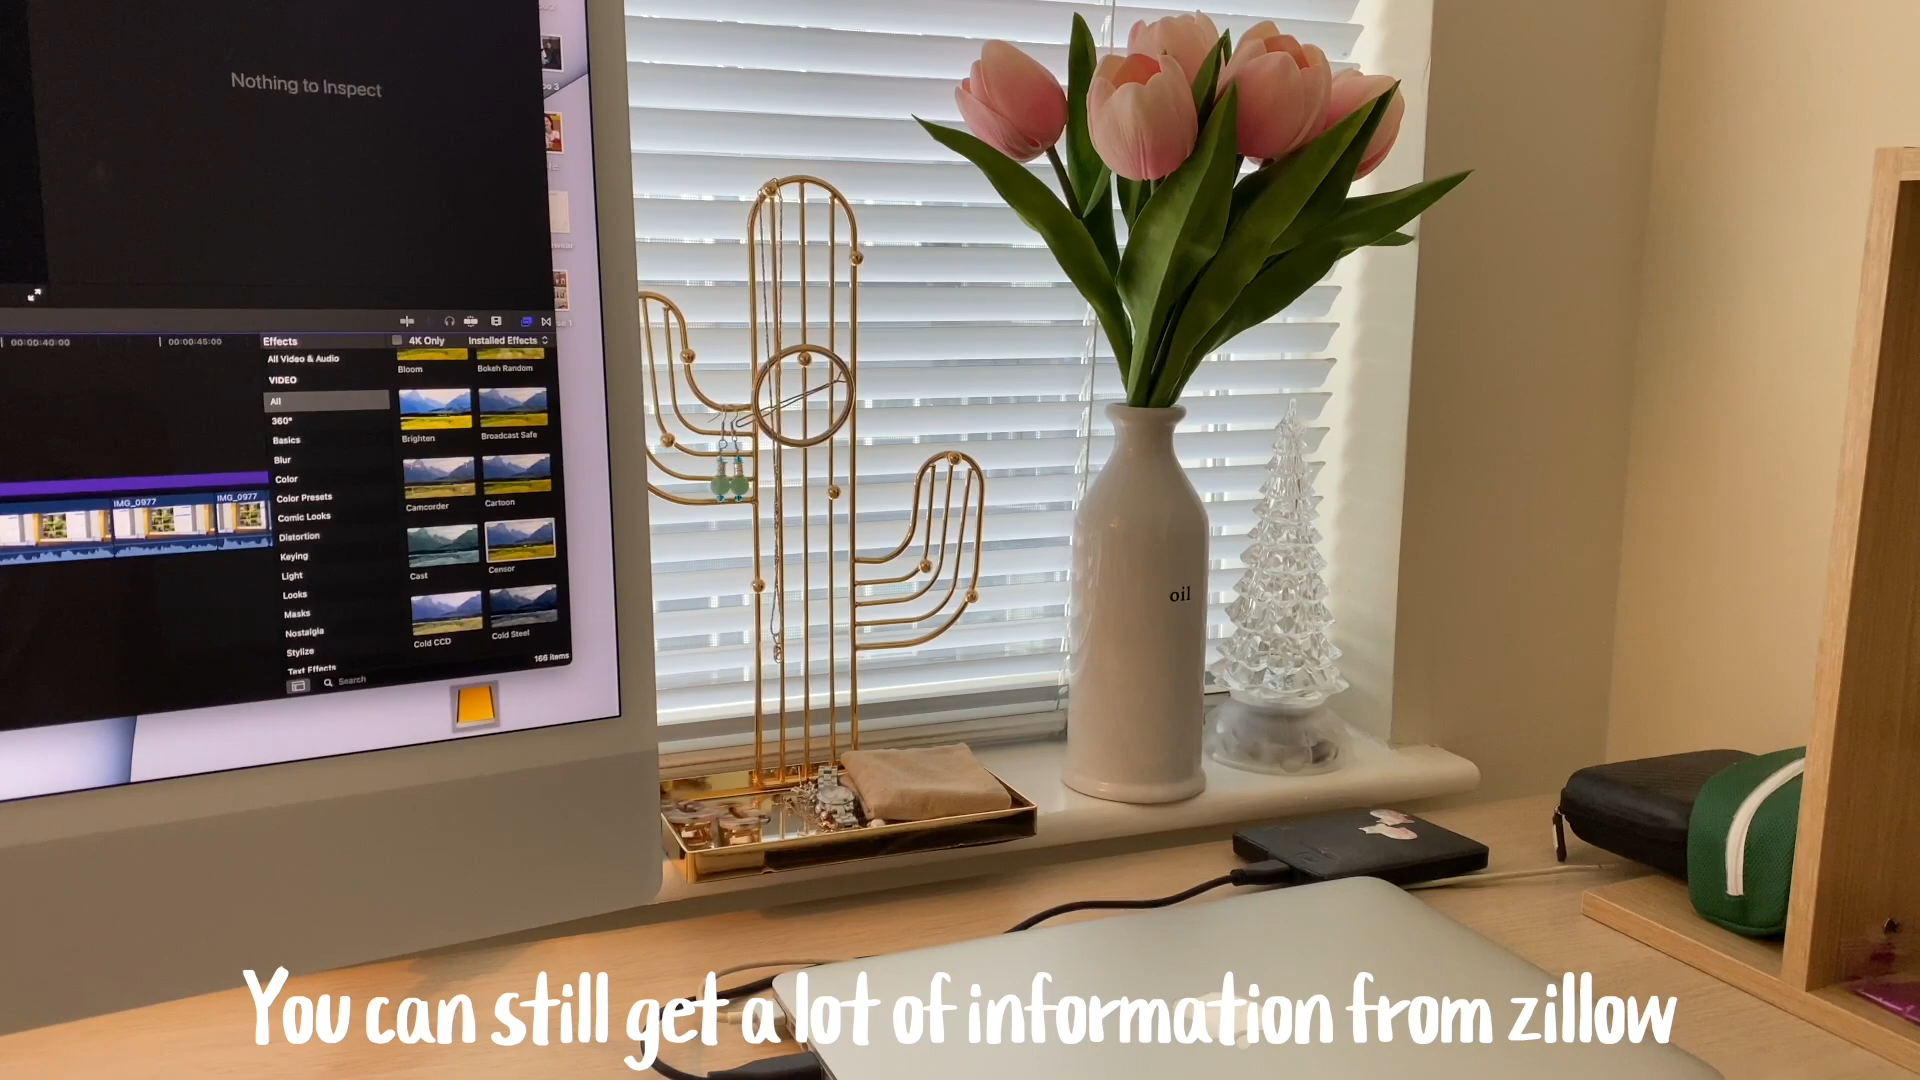 Nothing to Inspect
00:00:40:00
00:00:45:00
Effects
4K Only
Installed Effects
All Video & Audio
VIDEO
All
360°
Basics
Blur
Color
Color Presets
Comic Looks
Distortion
Keying
Light
Looks
Masks
Nostalgia
Stylize
Text Effects
Bloom
Bokeh Random
Brighten
Broadcast Safe
Camcorder
Cartoon
Cast
Censor
Cold CCD
Cold Steel
166 items
Search
IMG_0977
IMG_0977
oil
You can still get a lot of information from zillow